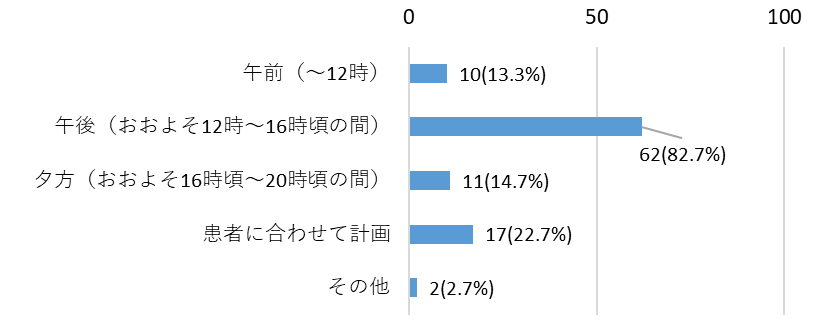 0 50 100
午前（～12時） 10(13.3%)
午後（おおよそ12時～16時頃の間） 62(82.7%)
夕方（おおよそ16時頃～20時頃の間） 11(14.7%)
患者に合わせて計画 17(22.7%)
その他 2(2.7%)